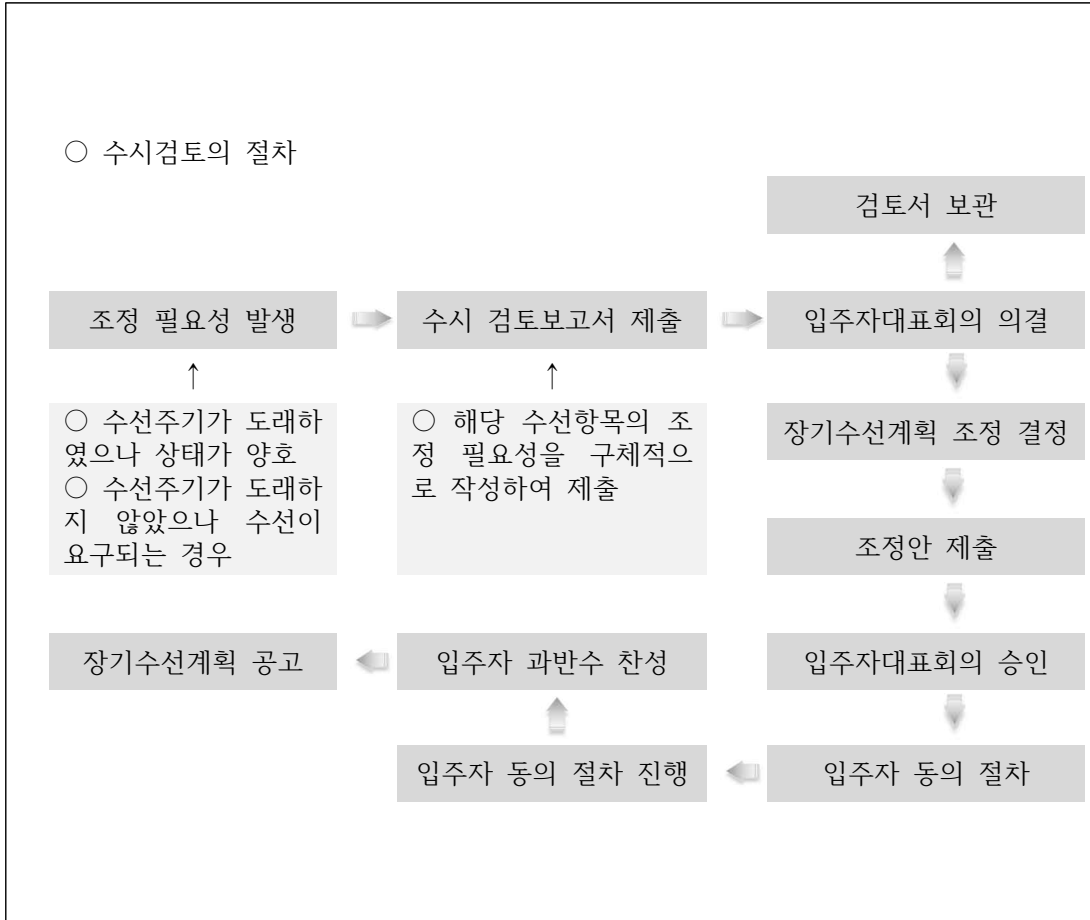 ○ 수시검토의 절차
검토서 보관
조정 필요성 발생
수시 검토보고서 제출
입주자대표회의 의결
○ 수선주기가 도래하
였으나 상태가 양호
○ 수선주기가 도래하
지 않았으나 수선이
요구되는 경우
○ 해당 수선항목의 조
정 필요성을 구체적으
로 작성하여 제출
장기수선계획 조정 결정
조정안 제출
장기수선계획 공고
입주자 과반수 찬성
입주자대표회의 승인
입주자 동의 절차 진행
입주자 동의 절차